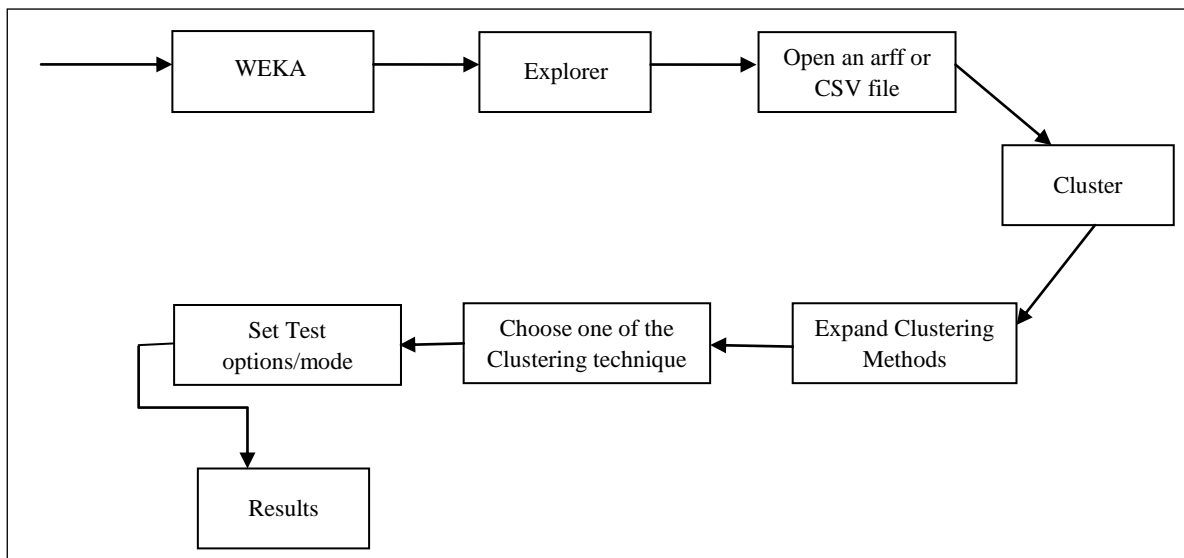 WEKA
Explorer
Open an arff or
CSV file
Cluster
Expand Clustering
Methods
Choose one of the
Clustering technique
Set Test
options/mode
Results